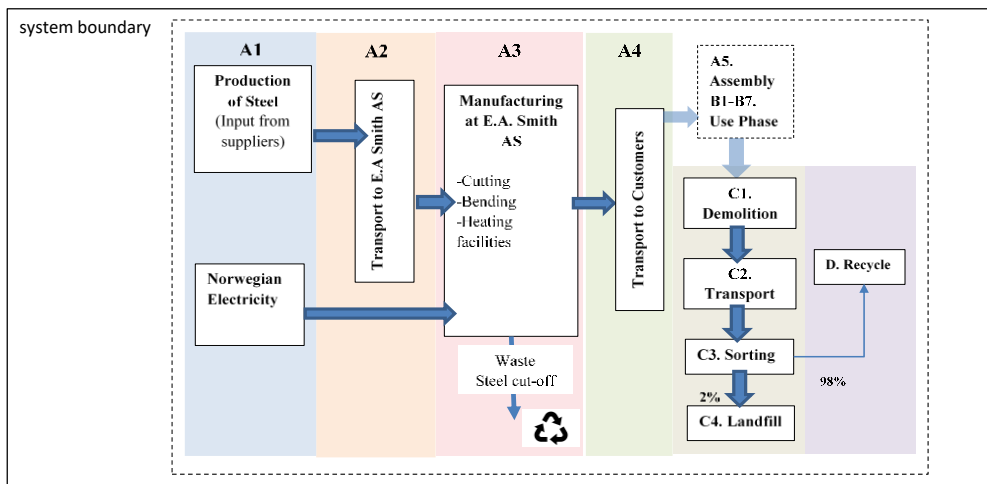 system boundary
A1
A2
A3
A4
Production
of Steel
(Input from
suppliers)
Norwegian
Electricity
Transport to E.A Smith AS
Manufacturing
at E.A. Smith
AS
-Cutting
-Bending
-Heating
facilities
Waste
Steel cut-off
Transport to Customers
A5.
Assembly
B1-B7.
Use Phase
C1.
Demolition
C2.
Transport
C3. Sorting
2%
C4. Landfill
D. Recycle
98%